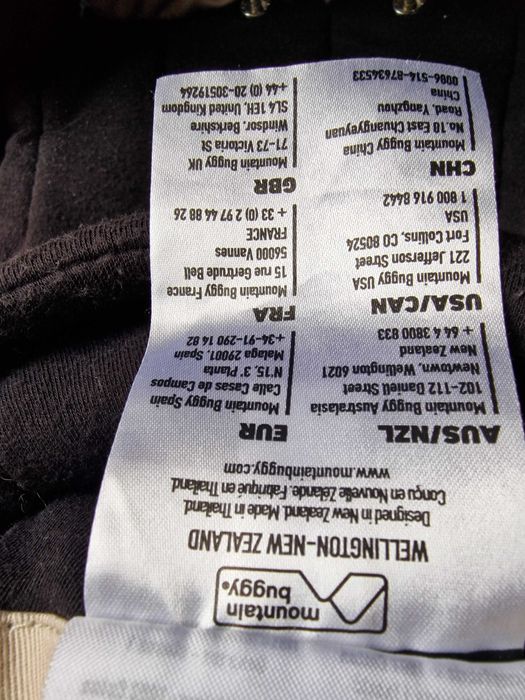 mountain
buggy®
WELLINGTON-NEW ZEALAND
Designed in New Zealand. Made in Thailand.
Conçu en Nouvelle Zélande. Fabriqué en Thaïland.
www.mountainbuggy.com
AUS/NZL
Mountain Buggy Australasia
102-112 Daniell Street
Newtown, Wellington 6021
New Zealand
+ 64 4 3800 833
USA/CAN
Mountain Buggy USA
221 Jefferson Street
Fort Collins, CO 80524
USA
1 800 916 8442
CHN
Mountain Buggy China
No.10 East Chuangyeyuan
Road, Yangzhou
China
0086-514-87634533
EUR
Mountain Buggy Spain
Calle Casas de Campos
N'15, 3' Planta
Malaga 29001, Spain
+34-91-290 14 82
FRA
Mountain Buggy France
15 rue Gertrude Bell
56000 Vannes
FRANCE
+ 33 (0) 2 97 44 88 26
GBR
Mountain Buggy UK
71-73 Victoria St
Windsor, Berkshire
SL4 1EH, United Kingdom
+44 (0) 20-30519264